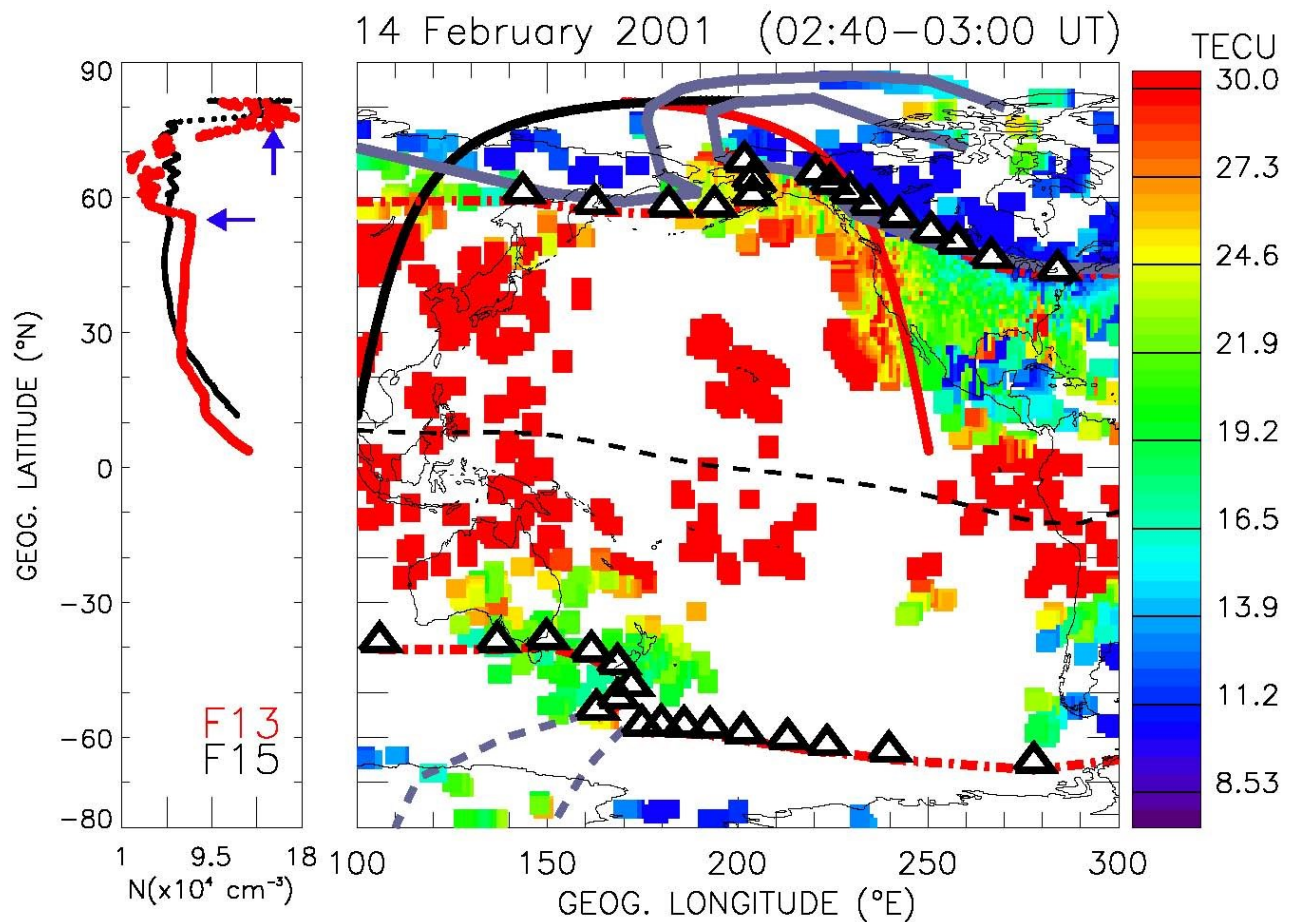 14 February 2001 (02:40−03:00 UT)
TECU
90
60
30
0
−30
−60
−80
GEOG. LATITUDE (°N)
F13
F15
1 9.5 18
N(x10⁴ cm⁻³)
100 150 200 250 300
GEOG. LONGITUDE (°E)
30.0
27.3
24.6
21.9
19.2
16.5
13.9
11.2
8.53